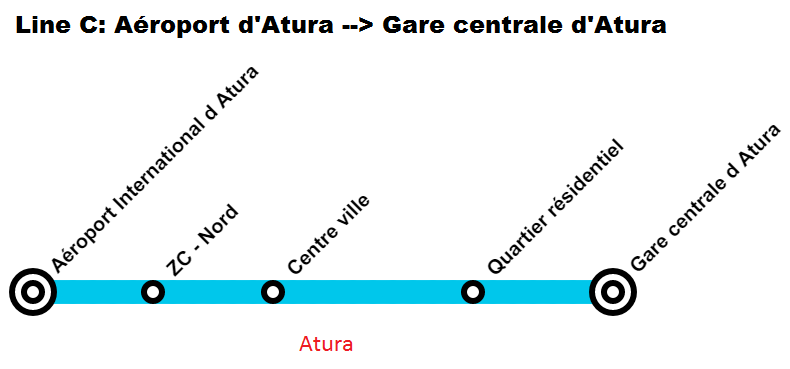 Line C: Aéroport d'Atura --> Gare centrale d'Atura
Aéroport International d Atura
ZC - Nord
Centre ville
Quartier résidentiel
Gare centrale d Atura
Atura